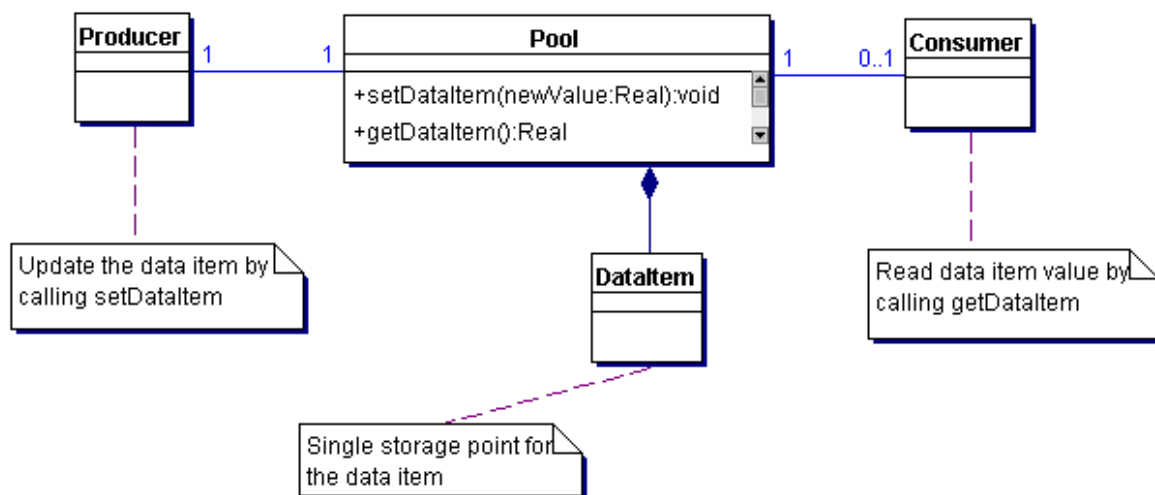 Producer
1
1
Pool
+setDataItem(newValue:Real):void
+getDataItem():Real
1
0..1
Consumer
Update the data item by
calling setDataItem
DataItem
Read data item value by
calling getDataItem
Single storage point for
the data item